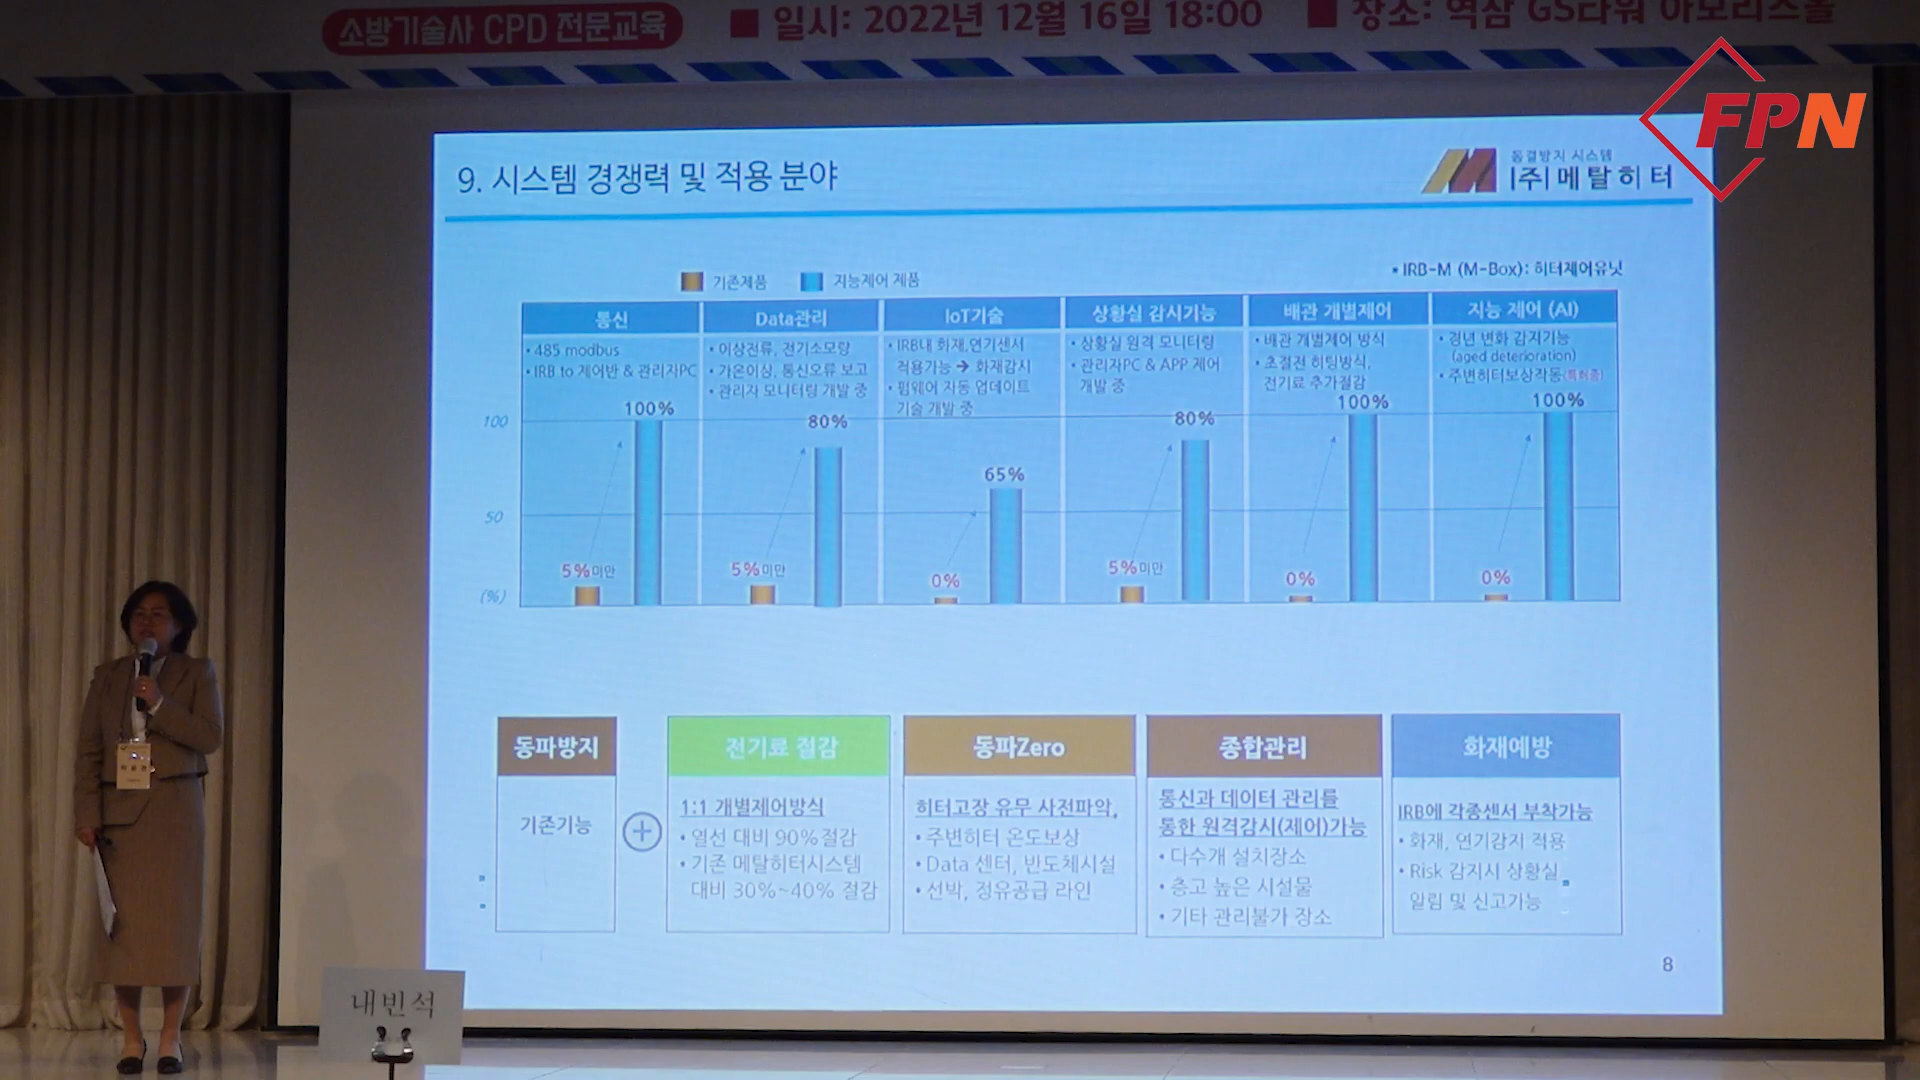 소방기술사 CPD 전문교육
■ 일시: 2022년 12월 16일 18:00
■ 장소: 역삼 GS타워 아모리스홀
FPN
9. 시스템 경쟁력 및 적용 분야
동결방지 시스템
(주)메탈히터
• IRB-M (M-Box): 히터제어유닛
기존제품
지능제어 제품
통신
• 485 modbus
• IRB to 제어반 & 관리자PC
Data관리
• 이상전류, 전기소모량
• 가온이상, 통신오류 보고
• 관리자 모니터링 개발 중
IoT기술
• IRB내 화재,연기센서
적용가능 → 화재감시
• 펌웨어 자동 업데이트
기술 개발 중
상황실 감시기능
• 상황실 원격 모니터링
• 관리자PC & APP 제어
개발 중
배관 개별제어
• 배관 개별제어 방식
• 초절전 히팅방식,
전기료 추가절감
지능 제어 (AI)
• 경년 변화 감지기능
(aged deterioration)
• 주변히터보상작동(특허중)
100
50
(%)
5%미만
100%
5%미만
80%
0%
65%
5%미만
80%
0%
100%
0%
100%
동파방지
기존기능
전기료 절감
1:1 개별제어방식
• 열선 대비 90%절감
• 기존 메탈히터시스템
대비 30%~40% 절감
동파Zero
히터고장 유무 사전파악,
• 주변히터 온도보상
• Data 센터, 반도체시설
• 선박, 정유공급 라인
종합관리
통신과 데이터 관리를
통한 원격감시(제어)가능
• 다수개 설치장소
• 층고 높은 시설물
• 기타 관리불가 장소
화재예방
IRB에 각종센서 부착가능
• 화재, 연기감지 적용
• Risk 감지시 상황실
알림 및 신고가능
8
내빈석